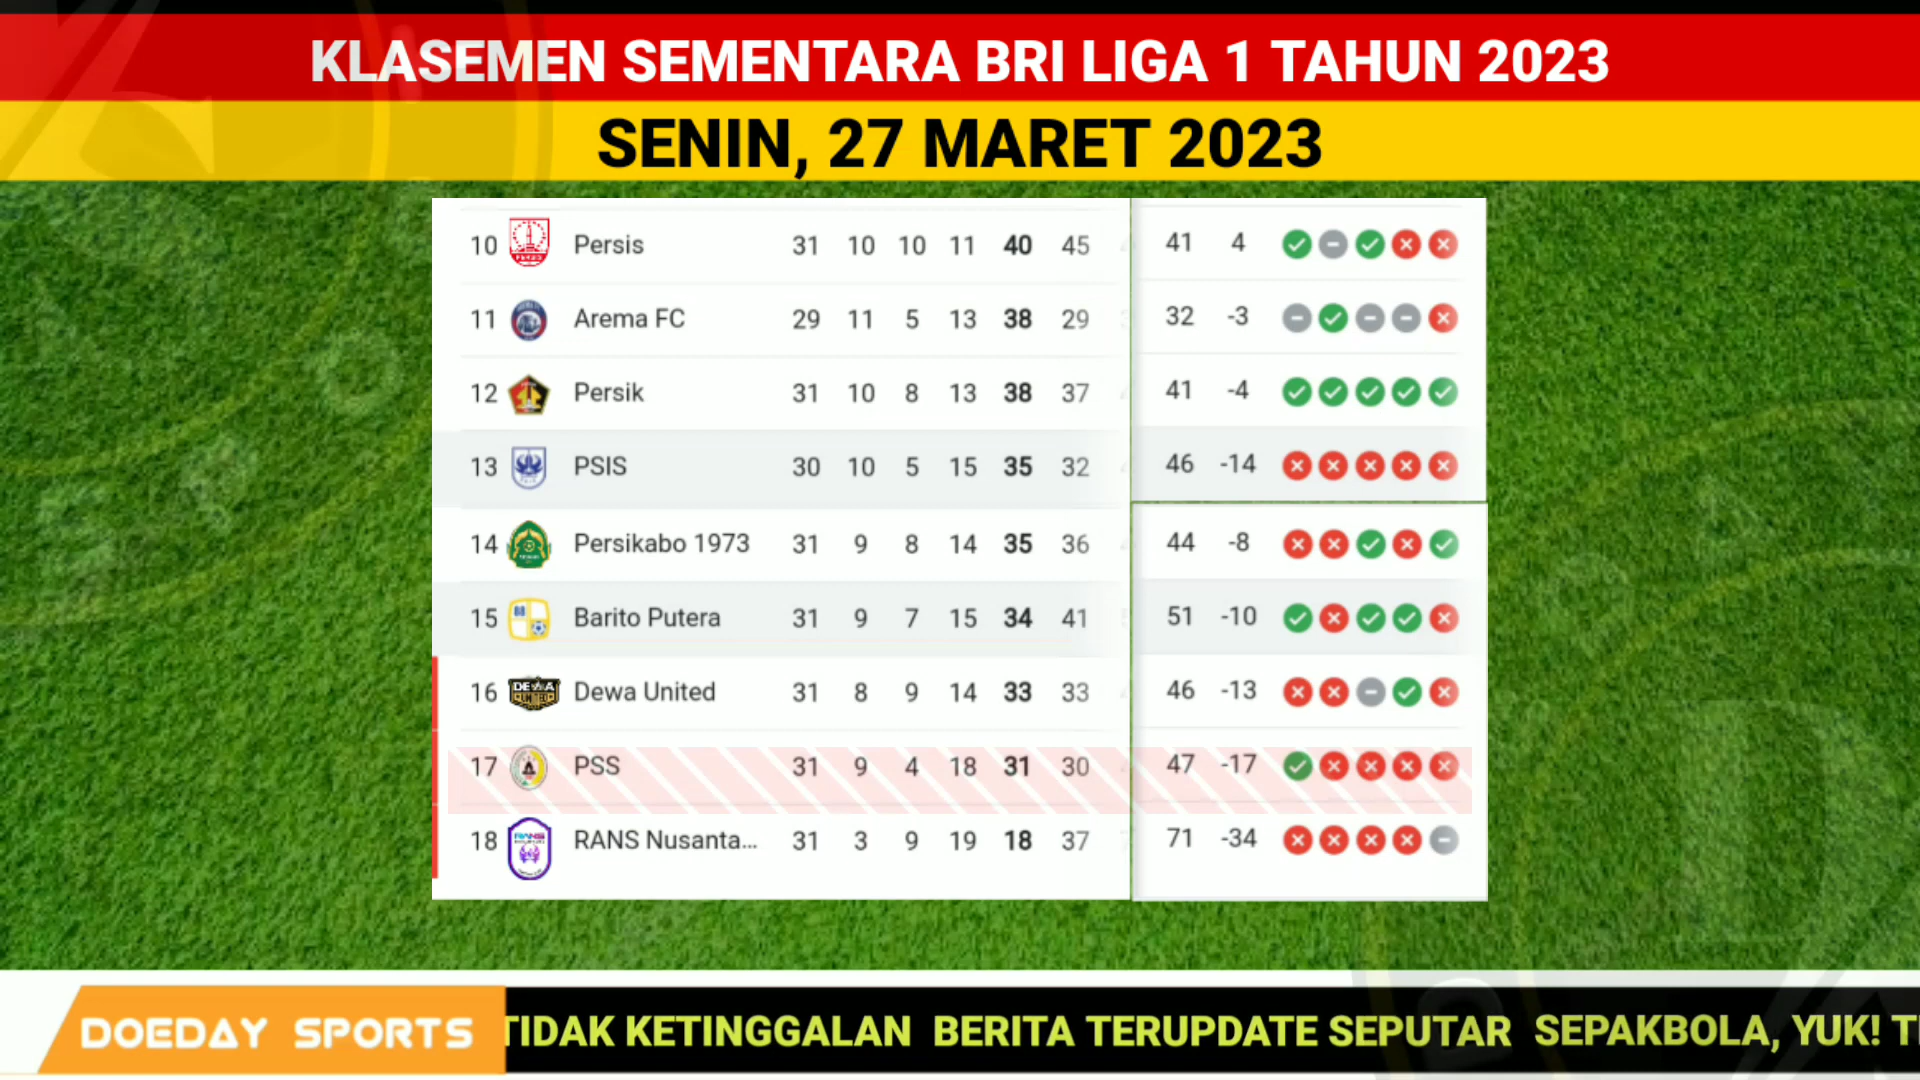 KLASEMEN SEMENTARA BRI LIGA 1 TAHUN 2023
SENIN, 27 MARET 2023
10 Persis 31 10 10 11 40 45 41 4
11 Arema FC 29 11 5 13 38 29 32 -3
12 Persik 31 10 8 13 38 37 41 -4
13 PSIS 30 10 5 15 35 32 46 -14
14 Persikabo 1973 31 9 8 14 35 36 44 -8
15 Barito Putera 31 9 7 15 34 41 51 -10
16 DEWA Dewa United 31 8 9 14 33 33 46 -13
17 PSS 31 9 4 18 31 30 47 -17
18 RANS RANS Nusanta... 31 3 9 19 18 37 71 -34
DOEDAY SPORTS TIDAK KETINGGALAN BERITA TERUPDATE SEPUTAR SEPAKBOLA, YUK!